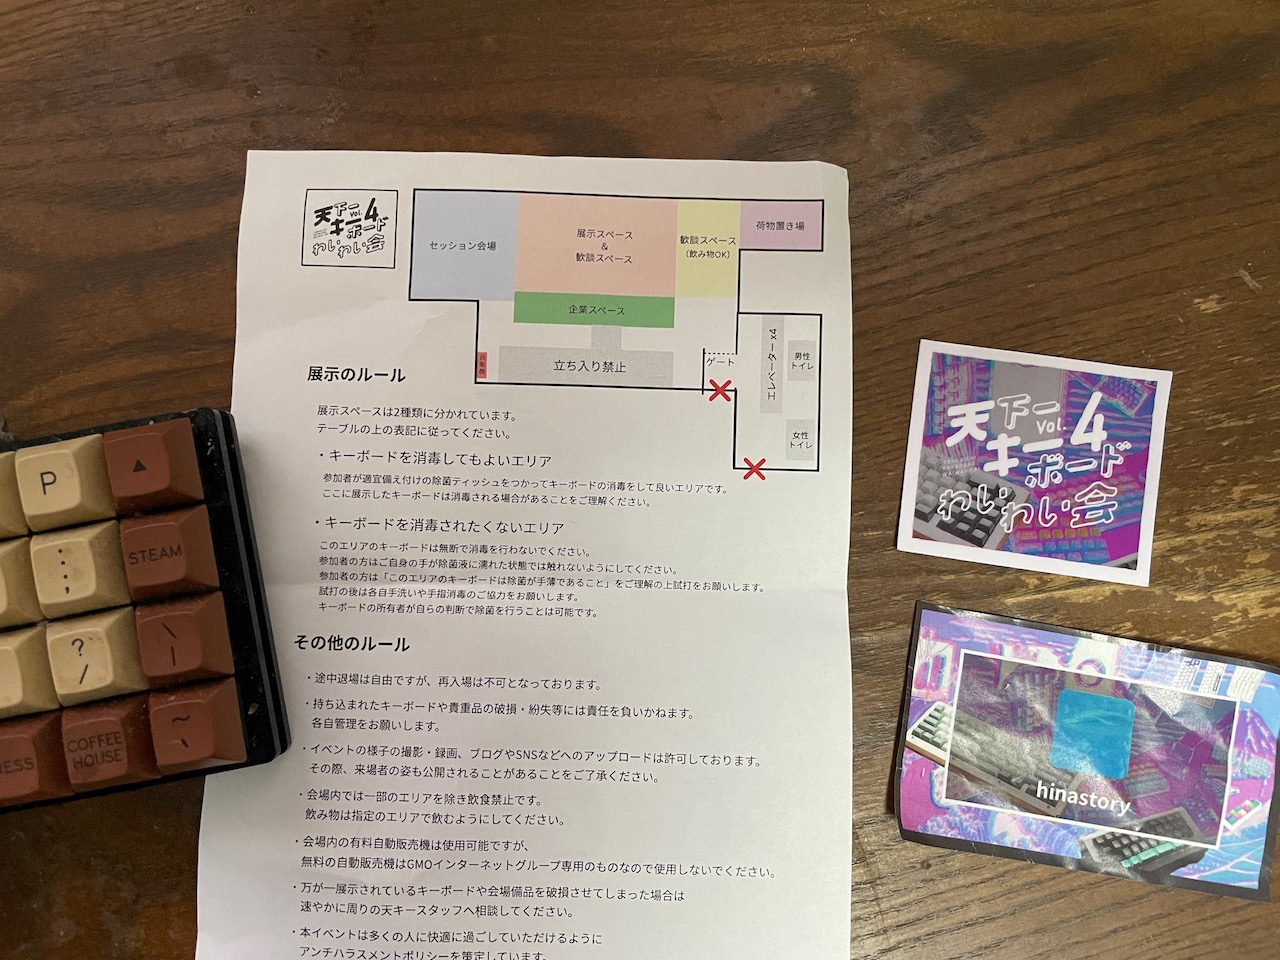 天下一
キーボード
わいわい会
Vol.4
セッション会場
展示スペース
&
歓談スペース
歓談スペース
(飲み物OK)
荷物置き場
企業スペース
立ち入り禁止
ゲート
エレベーター x4
男性
トイレ
女性
トイレ
展示のルール
展示スペースは2種類に分かれています。
テーブルの上の表記に従ってください。
・キーボードを消毒してもよいエリア
参加者が適宜備え付けの除菌ティッシュをつかってキーボードの消毒をして良いエリアです。
ここに展示したキーボードは消毒される場合があることをご理解ください。
・キーボードを消毒されたくないエリア
このエリアのキーボードは無断で消毒を行わないでください。
参加者の方はご自身の手が除菌液に濡れた状態では触れないようにしてください。
参加者の方は「このエリアのキーボードは除菌が手薄であること」をご理解の上試打をお願いします。
試打の後は各自手洗いや手指消毒のご協力をお願いします。
キーボードの所有者が自らの判断で除菌を行うことは可能です。
その他のルール
・途中退場は自由ですが、再入場は不可となっております。
・持ち込まれたキーボードや貴重品の破損・紛失等には責任を負いかねます。
各自管理をお願いします。
・イベントの様子の撮影・録画、ブログやSNSなどへのアップロードは許可しております。
その際、来場者の姿も公開されることがあることをご了承ください。
・会場内では一部のエリアを除き飲食禁止です。
飲み物は指定のエリアで飲むようにしてください。
・会場内の有料自動販売機は使用可能ですが、
無料の自動販売機はGMOインターネットグループ専用のものなので使用しないでください。
・万が一展示されているキーボードや会場備品を破損させてしまった場合は
速やかに周りの天キースタッフへ相談してください。
・本イベントは多くの人に快適に過ごしていただけるように
アンチハラスメントポリシーを策定しています。
P
STEAM
;
:
?
/
\
|
RESS
COFFEE
HOUSE
~
天下一
キーボード
わいわい会
Vol.4
hinastory